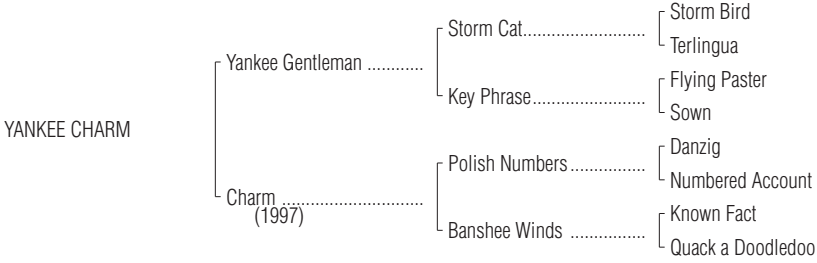 Storm Bird
Storm Cat..........................
Terlingua
Yankee Gentleman ............
Flying Paster
Key Phrase........................
Sown
YANKEE CHARM
Danzig
Polish Numbers................
Numbered Account
Charm ..............................
(1997)
Known Fact
Banshee Winds ................
Quack a Doodledoo